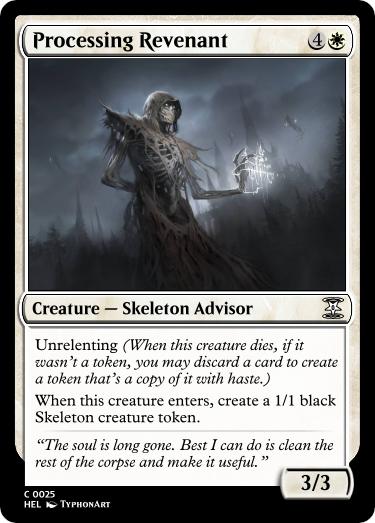 Processing Revenant 4
Creature — Skeleton Advisor
Unrelenting (When this creature dies, if it
wasn't a token, you may discard a card to create
a token that's a copy of it with haste.)
When this creature enters, create a 1/1 black
Skeleton creature token.
"The soul is long gone. Best I can do is clean the
rest of the corpse and make it useful."
3/3
C 0025
HEL TYPHONART